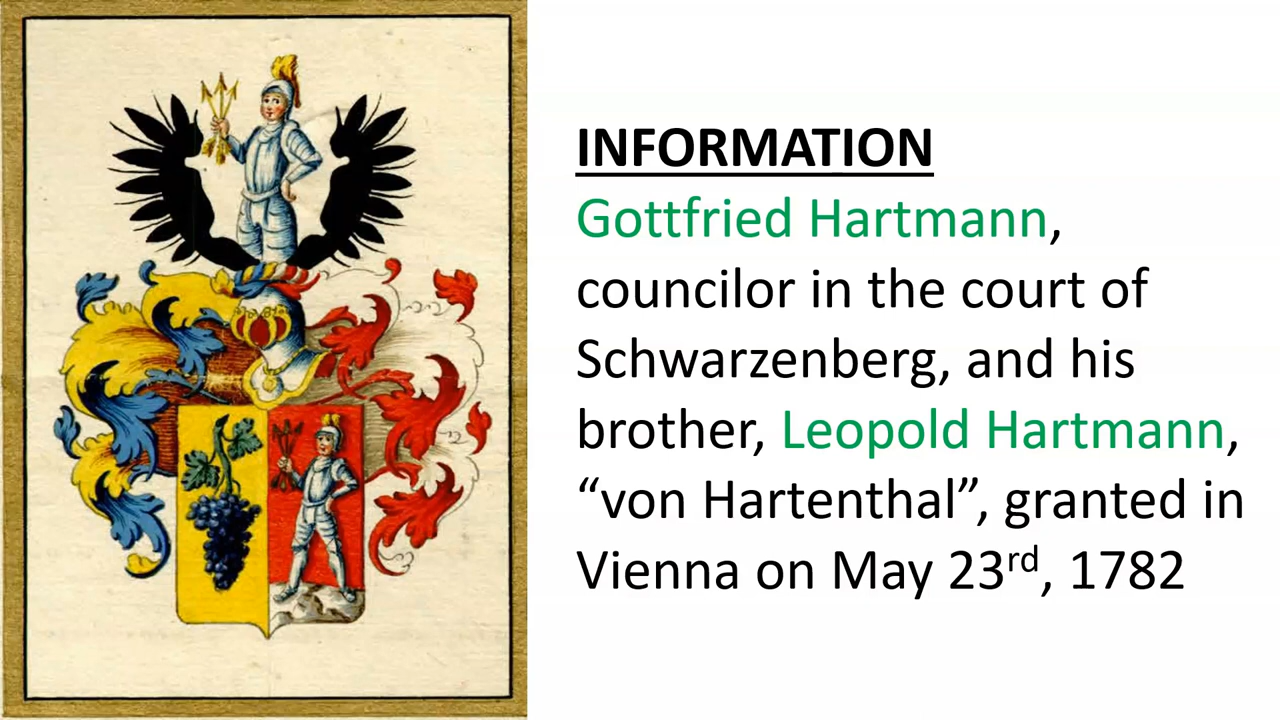 INFORMATION
Gottfried Hartmann,
councilor in the court of
Schwarzenberg, and his
brother, Leopold Hartmann,
“von Hartenthal”, granted in
Vienna on May 23rd, 1782